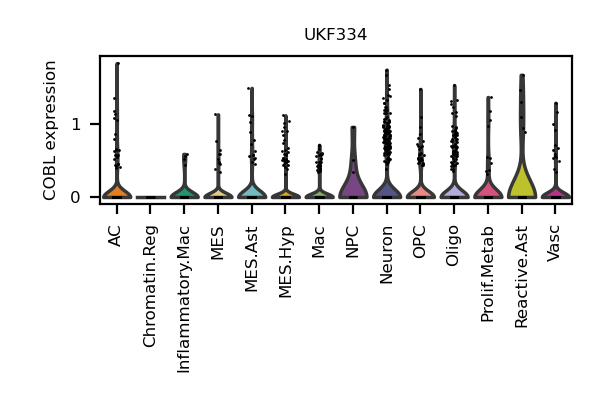 UKF334
COBL expression
1
0
AC
Chromatin.Reg
Inflammatory.Mac
MES
MES.Ast
MES.Hyp
Mac
NPC
Neuron
OPC
Oligo
Prolif.Metab
Reactive.Ast
Vasc